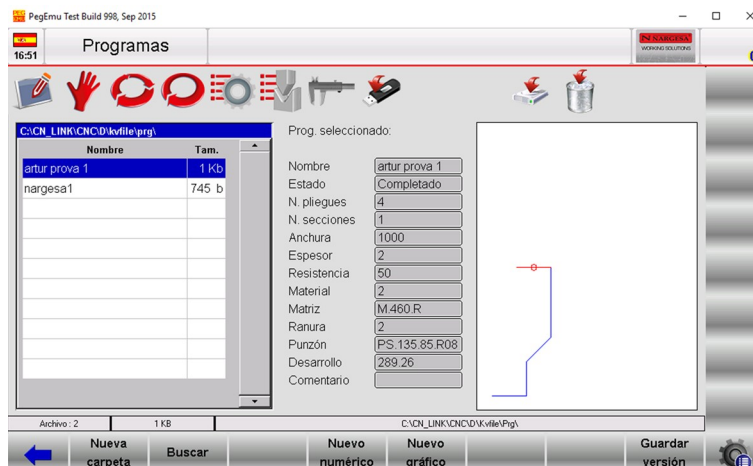 PegEmu Test Build 998, Sep 2015
16:51
Programas
NARGESA
WORKING SOLUTIONS
C:\CN_LINK\CNC\D\kvfile\prg\
Nombre Tam.
artur prova 1 1 Kb
nargesa1 745 b
Prog. seleccionado:
Nombre artur prova 1
Estado Completado
N. pliegues 4
N. secciones 1
Anchura 1000
Espesor 2
Resistencia 50
Material 2
Matriz M.460.R
Ranura 2
Punzón PS.135.85.R08
Desarrollo 289.26
Comentario
Archivo : 2 1 KB C:\CN_LINK\CNC\D\Kvfile\Prg\
Nueva carpeta
Buscar
Nuevo numérico
Nuevo gráfico
Guardar versión